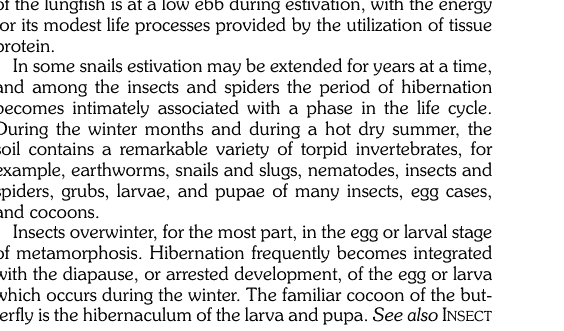 of the lungfish is at a low ebb during estivation, with the energy
for its modest life processes provided by the utilization of tissue
protein.
In some snails estivation may be extended for years at a time,
and among the insects and spiders the period of hibernation
becomes intimately associated with a phase in the life cycle.
During the winter months and during a hot dry summer, the
soil contains a remarkable variety of torpid invertebrates, for
example, earthworms, snails and slugs, nematodes, insects and
spiders, grubs, larvae, and pupae of many insects, egg cases,
and cocoons.
Insects overwinter, for the most part, in the egg or larval stage
of metamorphosis. Hibernation frequently becomes integrated
with the diapause, or arrested development, of the egg or larva
which occurs during the winter. The familiar cocoon of the but-
terfly is the hibernaculum of the larva and pupa. See also INSECT